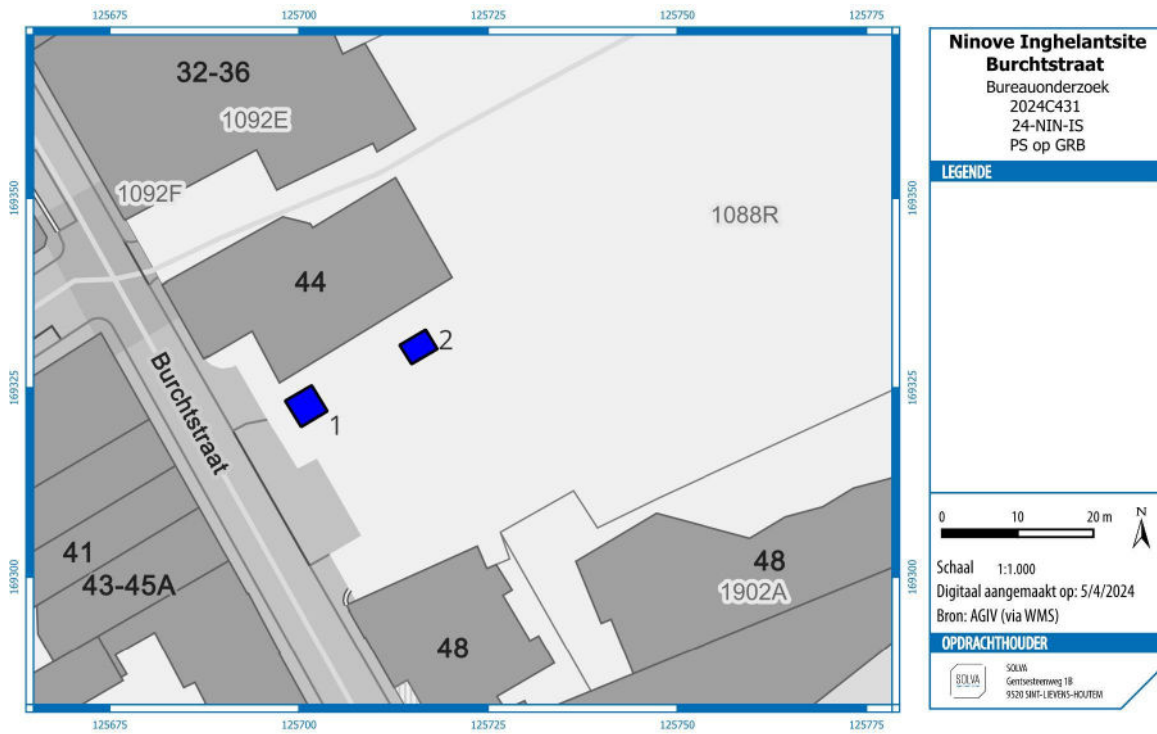 125675 125700 125725 125750 125775
32-36
1092E
1092F
169350
169350
1088R
44
2
Burchtstraat
169325
169325
1
41
43-45A
48
1902A
169300
169300
48
125675 125700 125725 125750 125775
Ninove Inghelantsite
Burchtstraat
Bureauonderzoek
2024C431
24-NIN-IS
PS op GRB
LEGENDE
0 10 20 m
N
Schaal 1:1.000
Digitaal aangemaakt op: 5/4/2024
Bron: AGIV (via WMS)
OPDRACHTHOUDER
SOLVA
SOLVA
Gentsesteenweg 1B
9520 SINT-LIEVENS-HOUTEM